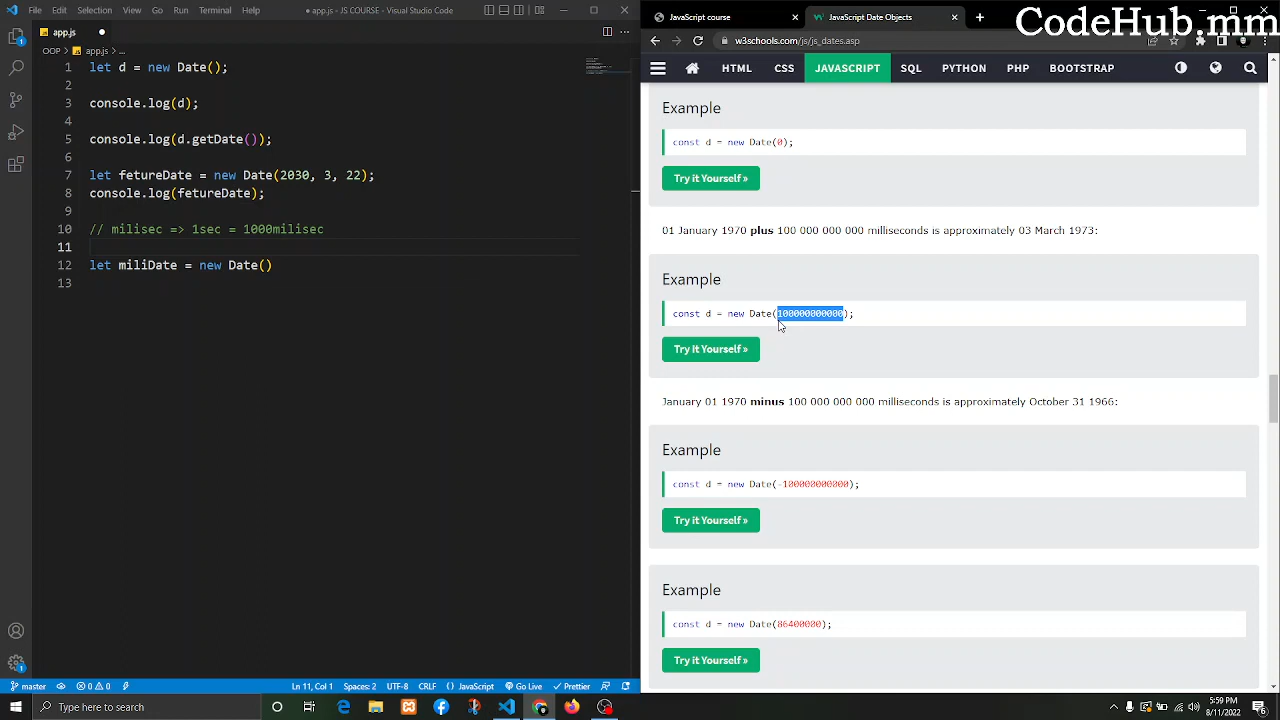 File Edit Selection View Go Run Terminal Help
● app.js - JS COURSE - Visual Studio Code
JavaScript course
JavaScript Date Objects
CodeHub.mm
app.js
w3schools.com/js/js_dates.asp
OOP > app.js > ...
HTML CSS JAVASCRIPT SQL PYTHON PHP BOOTSTRAP
1 let d = new Date();
2
3 console.log(d);
4
5 console.log(d.getDate());
6
7 let fetureDate = new Date(2030, 3, 22);
8 console.log(fetureDate);
9
10 // milisec => 1sec = 1000milisec
11
12 let miliDate = new Date()
13
Example
const d = new Date(0);
Try it Yourself »
01 January 1970 plus 100 000 000 000 milliseconds is approximately 03 March 1973:
Example
const d = new Date(100000000000);
Try it Yourself »
January 01 1970 minus 100 000 000 000 milliseconds is approximately October 31 1966:
Example
const d = new Date(-100000000000);
Try it Yourself »
Example
const d = new Date(86400000);
Try it Yourself »
master 0 0 Ln 11, Col 1 Spaces: 2 UTF-8 CRLF { } JavaScript Go Live Prettier
Type here to search
5:59 PM
8/11/2022